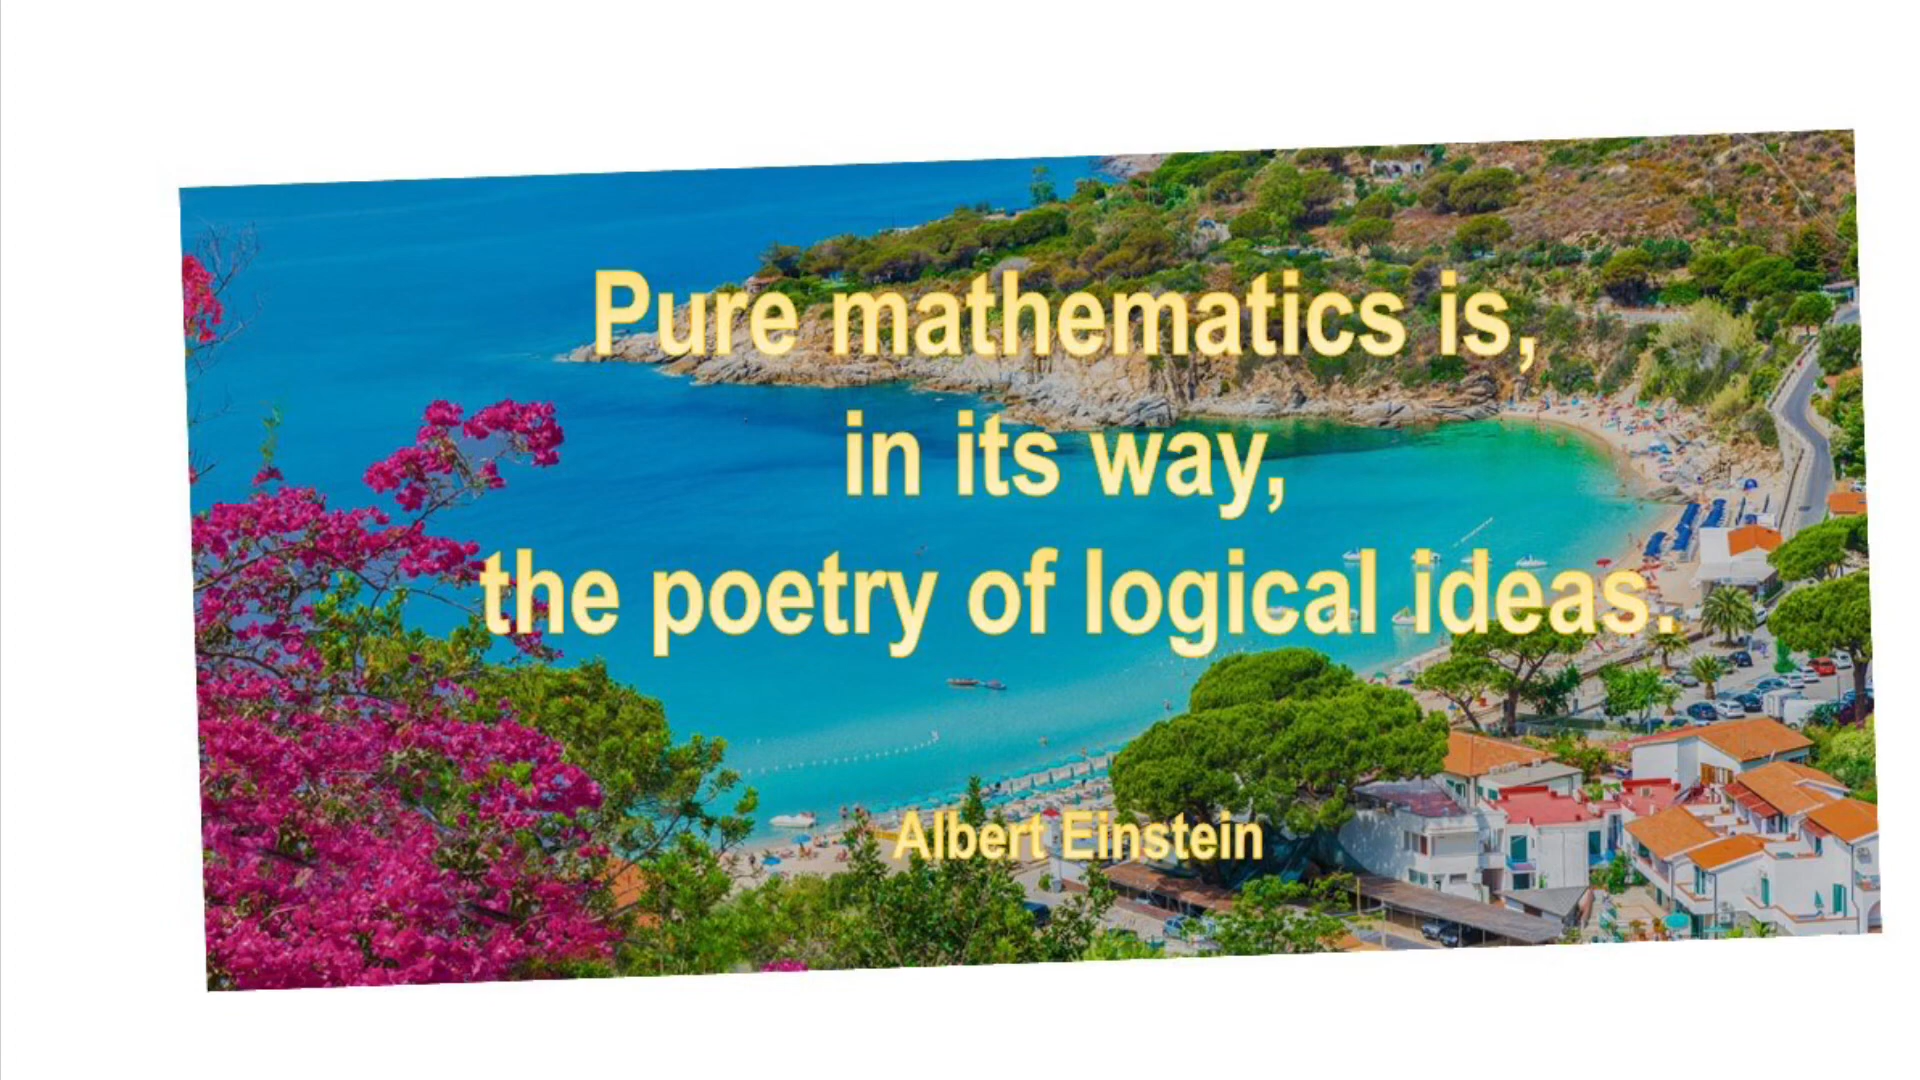 Pure mathematics is,
in its way,
the poetry of logical ideas.
Albert Einstein